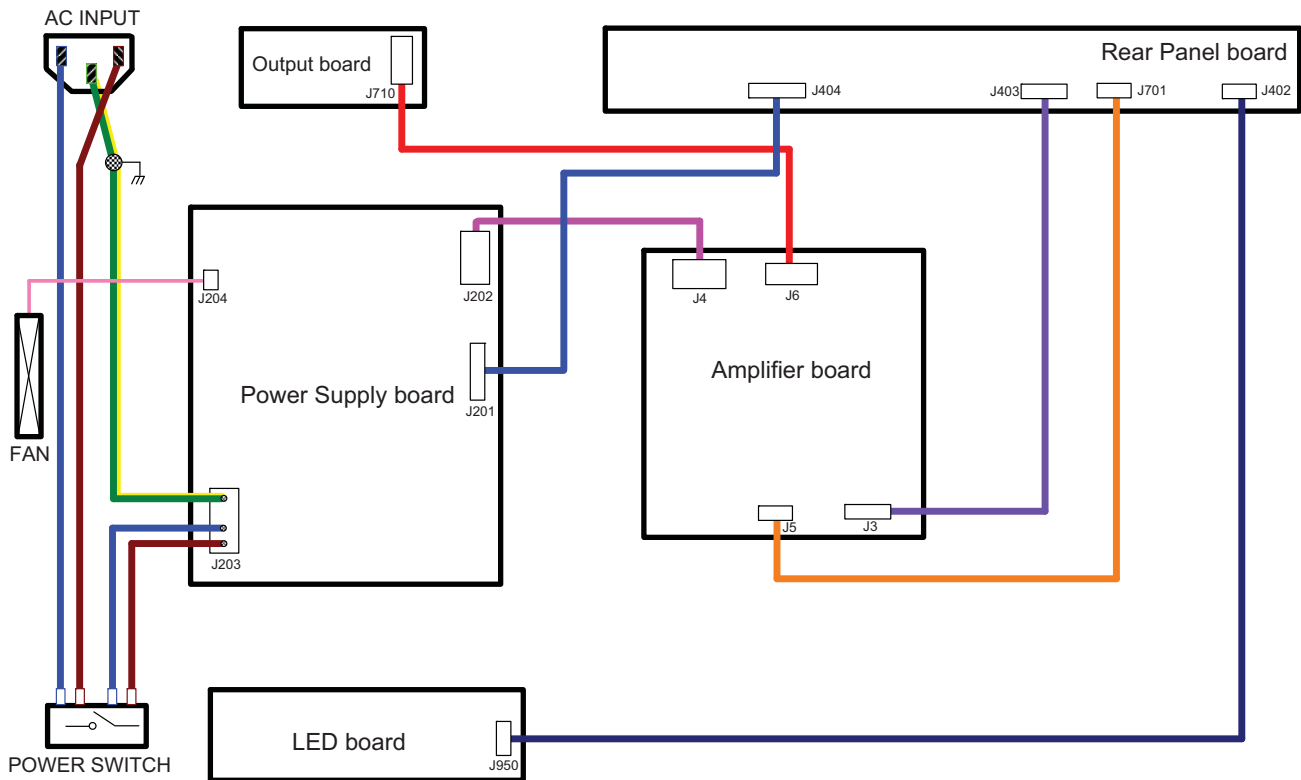 AC INPUT
Output board
J710
Rear Panel board
J404
J403
J701
J402
J204
J202
J4
J6
Power Supply board
J201
Amplifier board
FAN
J5
J3
J203
LED board
J950
POWER SWITCH